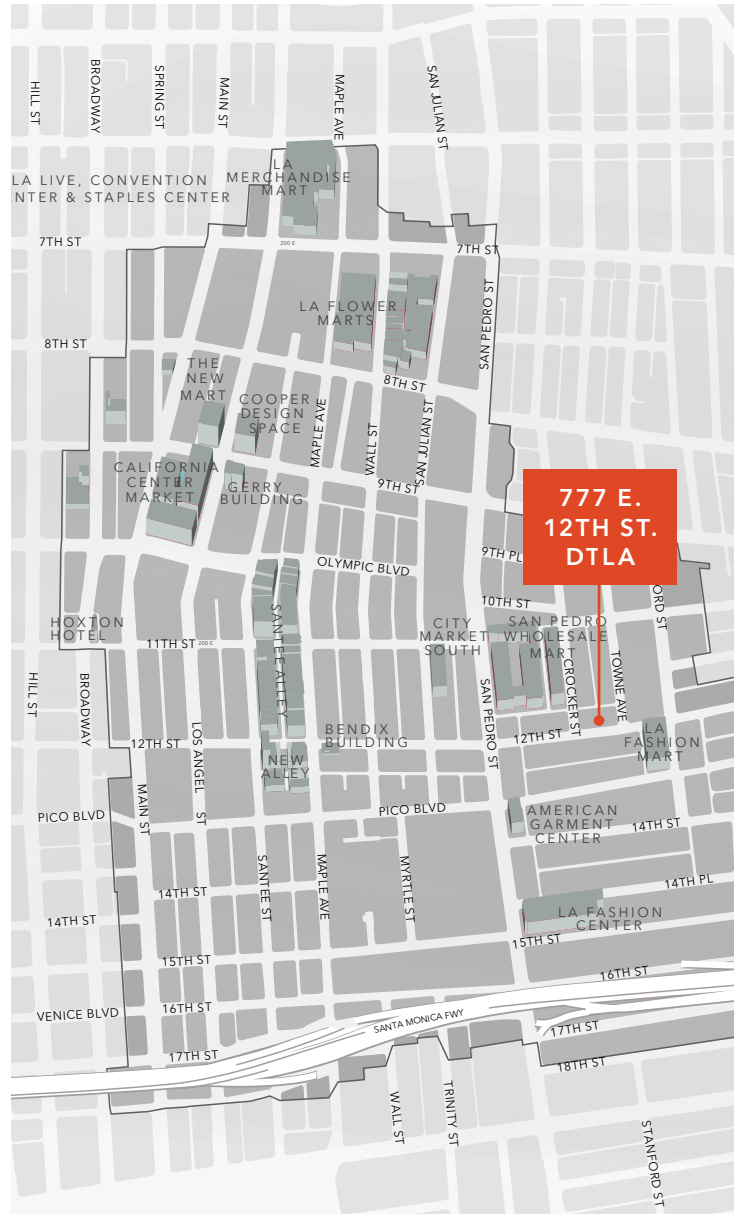 HILL ST
BROADWAY
SPRING ST
MAIN ST
MAPLE AVE
SAN JULIAN ST
LA LIVE, CONVENTION
NTER & STAPLES CENTER
LA
MERCHANDISE
MART
7TH ST
200 E
7TH ST
SAN PEDRO ST
LA FLOWER
MARTS
8TH ST
8TH ST
THE
NEW
MART
COOPER
DESIGN
SPACE
MAPLE AVE
WALL ST
SAN JULIAN ST
CALIFORNIA
CENTER
MARKET
GERRY
BUILDING
9TH ST
777 E.
12TH ST.
DTLA
9TH PL
OLYMPIC BLVD
10TH ST
ORD ST
HOXTON
HOTEL
11TH ST
200 E
SANTEE ALLEY
CITY
MARKET
SOUTH
SAN PEDRO
WHOLESALE
MART
CROCKER ST
TOWNE AVE
HILL ST
BROADWAY
SAN PEDRO ST
12TH ST
LOS ANGEL
ST
BENDIX
BUILDING
12TH ST
LA
FASHION
MART
NEW
ALLEY
MAIN ST
PICO BLVD
PICO BLVD
AMERICAN
GARMENT
CENTER
14TH ST
SANTEE ST
MAPLE AVE
MYRTLE ST
14TH ST
14TH PL
14TH ST
LA FASHION
CENTER
15TH ST
15TH ST
16TH ST
VENICE BLVD
16TH ST
SANTA MONICA FWY
17TH ST
17TH ST
18TH ST
WALL ST
TRINITY ST
STANFORD ST